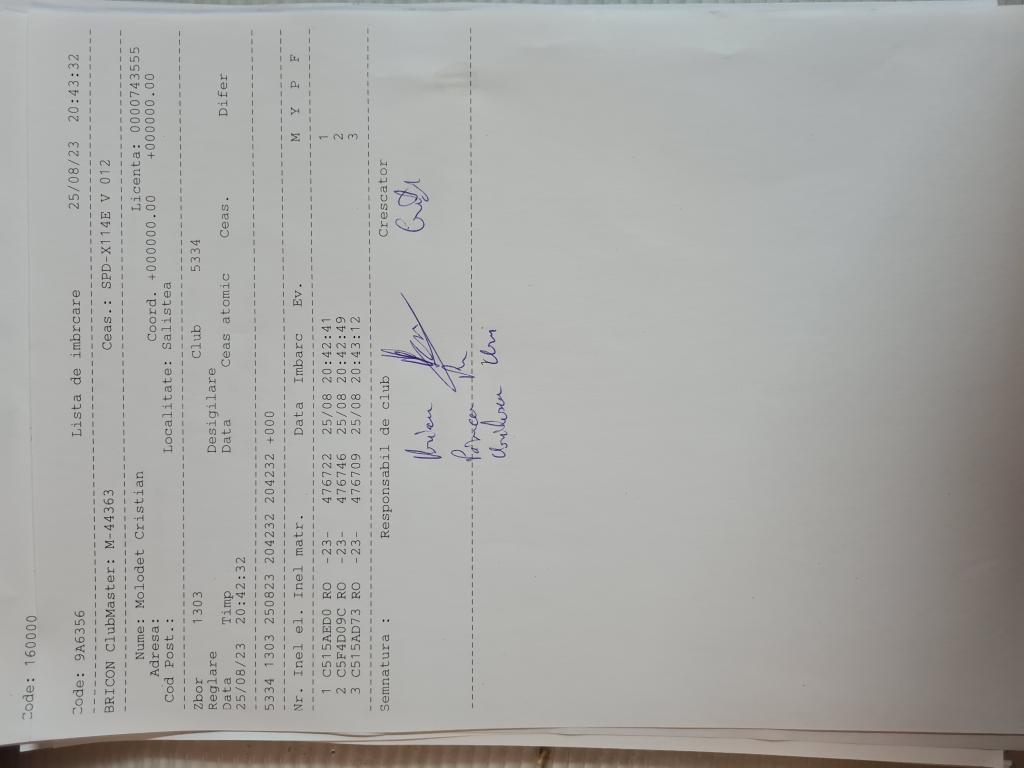 Code: 160000
Code: 9A6356 Lista de imbrcare 25/08/23 20:43:32
BRICON ClubMaster: M-44363 Ceas.: SPD-X114E V 012
Nume: Molodet Cristian Licenta: 0000743555
Adresa: Coord. +000000.00 +000000.00
Cod Post.: Localitate: Salistea
Zbor 1303 Club 5334
Reglare Desigilare
Data Timp Data Ceas atomic Ceas. Difer
25/08/23 20:42:32
5334 1303 250823 204232 204232 +000
Nr. Inel el. Inel matr. Data Imbarc Ev. M Y P F
1 C515AED0 RO -23- 476722 25/08 20:42:41 1
2 C5F4D09C RO -23- 476746 25/08 20:42:49 2
3 C515AD73 RO -23- 476709 25/08 20:43:12 3
Semnatura : Responsabil de club Crescator